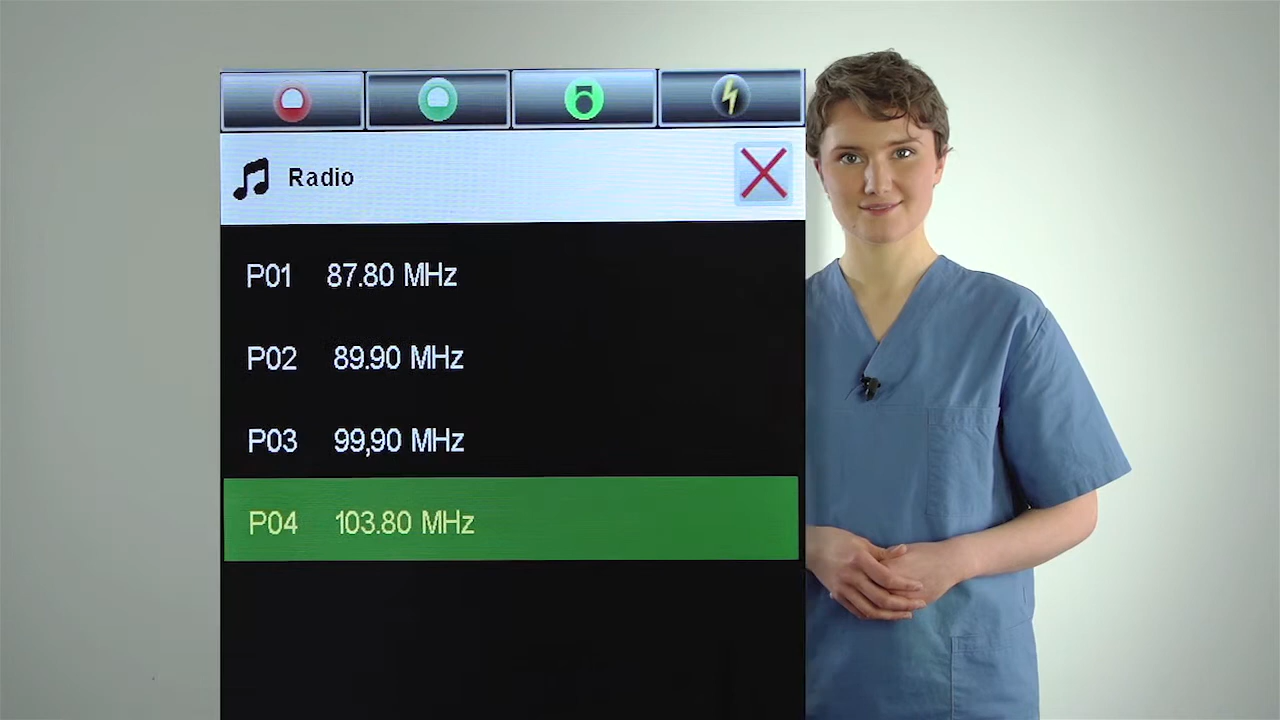 Radio
P01 87.80 MHz
P02 89.90 MHz
P03 99,90 MHz
P04 103.80 MHz